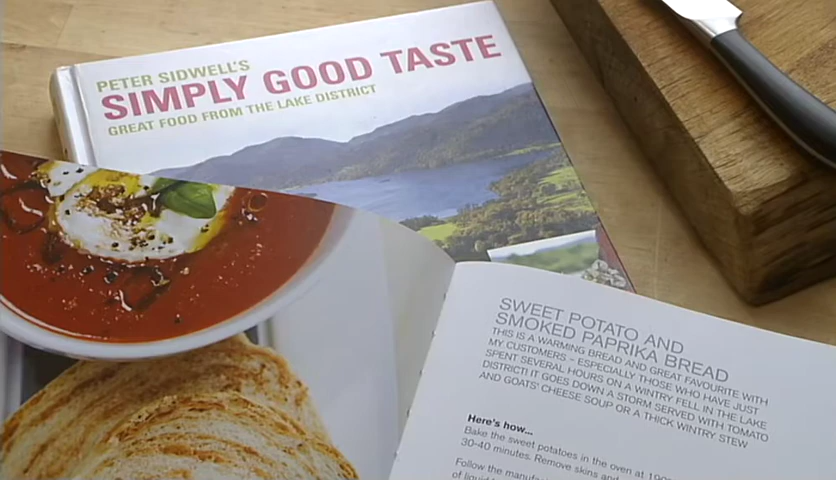 PETER SIDWELL'S
SIMPLY GOOD TASTE
GREAT FOOD FROM THE LAKE DISTRICT
SWEET POTATO AND
SMOKED PAPRIKA BREAD
THIS IS A WARMING BREAD AND GREAT FAVOURITE WITH
MY CUSTOMERS – ESPECIALLY THOSE WHO HAVE JUST
SPENT SEVERAL HOURS ON A WINTRY FELL IN THE LAKE
DISTRICT! IT GOES DOWN A STORM SERVED WITH TOMATO
AND GOATS' CHEESE SOUP OR A THICK WINTRY STEW
Here's how...
Bake the sweet potatoes in the oven at
30-40 minutes. Remove skins and
Follow the
of